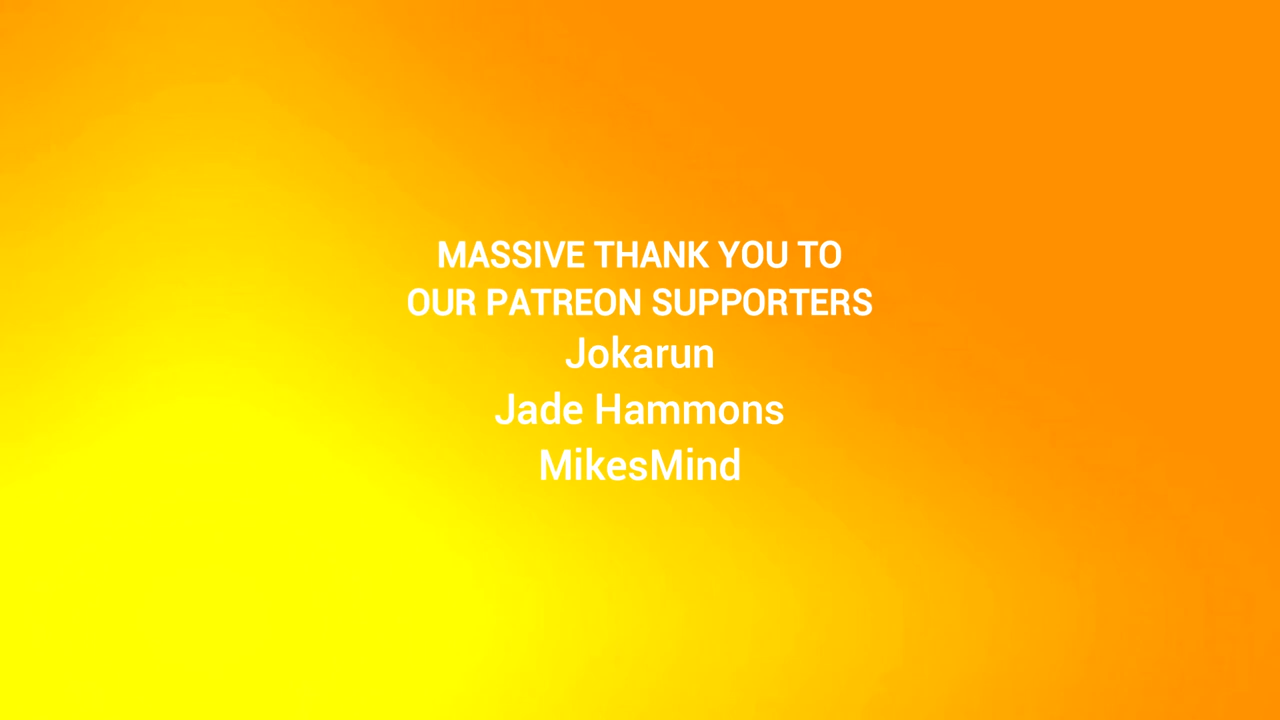 MASSIVE THANK YOU TO
OUR PATREON SUPPORTERS
Jokarun
Jade Hammons
MikesMind